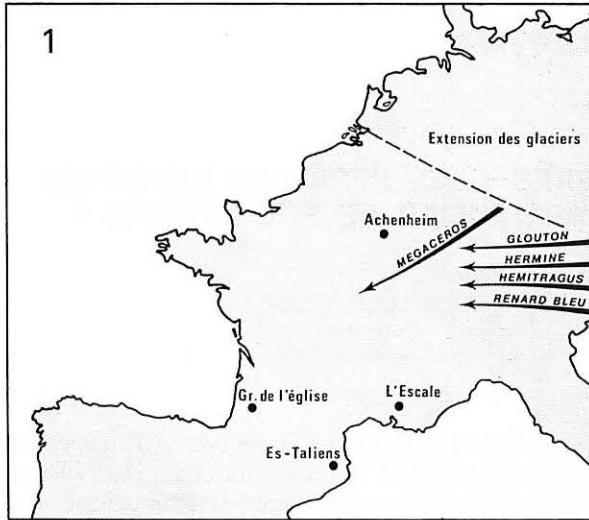 1
Extension des glaciers
Achenheim
MEGACEROS
GLOUTON
HERMINE
HEMITRAGUS
RENARD BLEU
Gr. de l'église
L'Escale
Es-Taliens